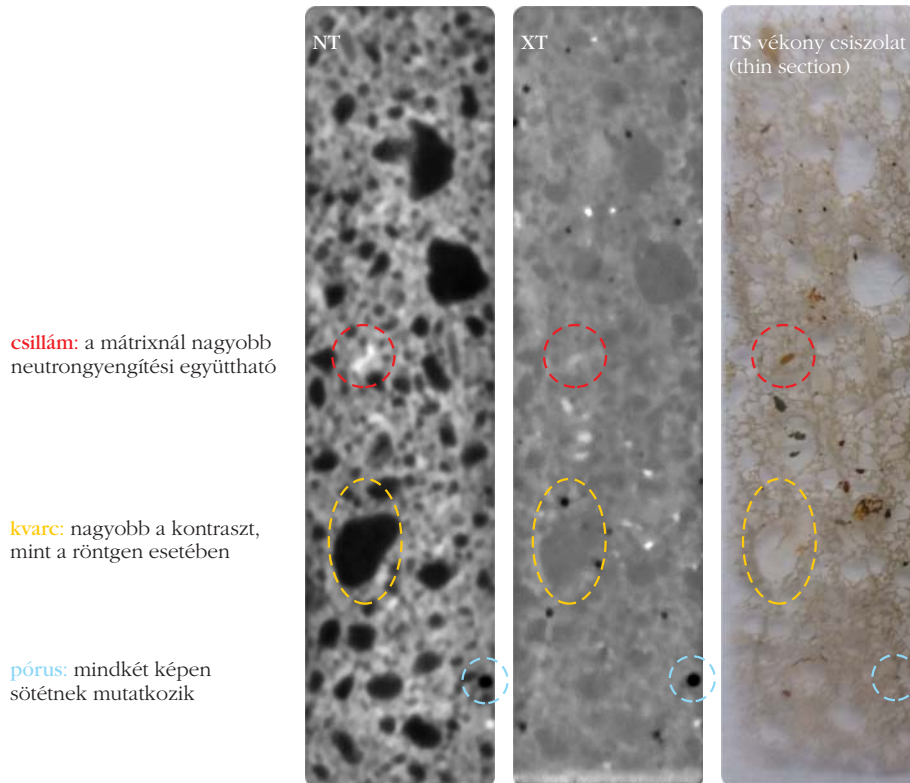 NT
XT
TS vékony csiszolat
(thin section)
csillám: a mátrixnál nagyobb
neutrongyengítési együttható
kvarc: nagyobb a kontraszt,
mint a röntgen esetében
pórus: mindkét képen
sötétnek mutatkozik